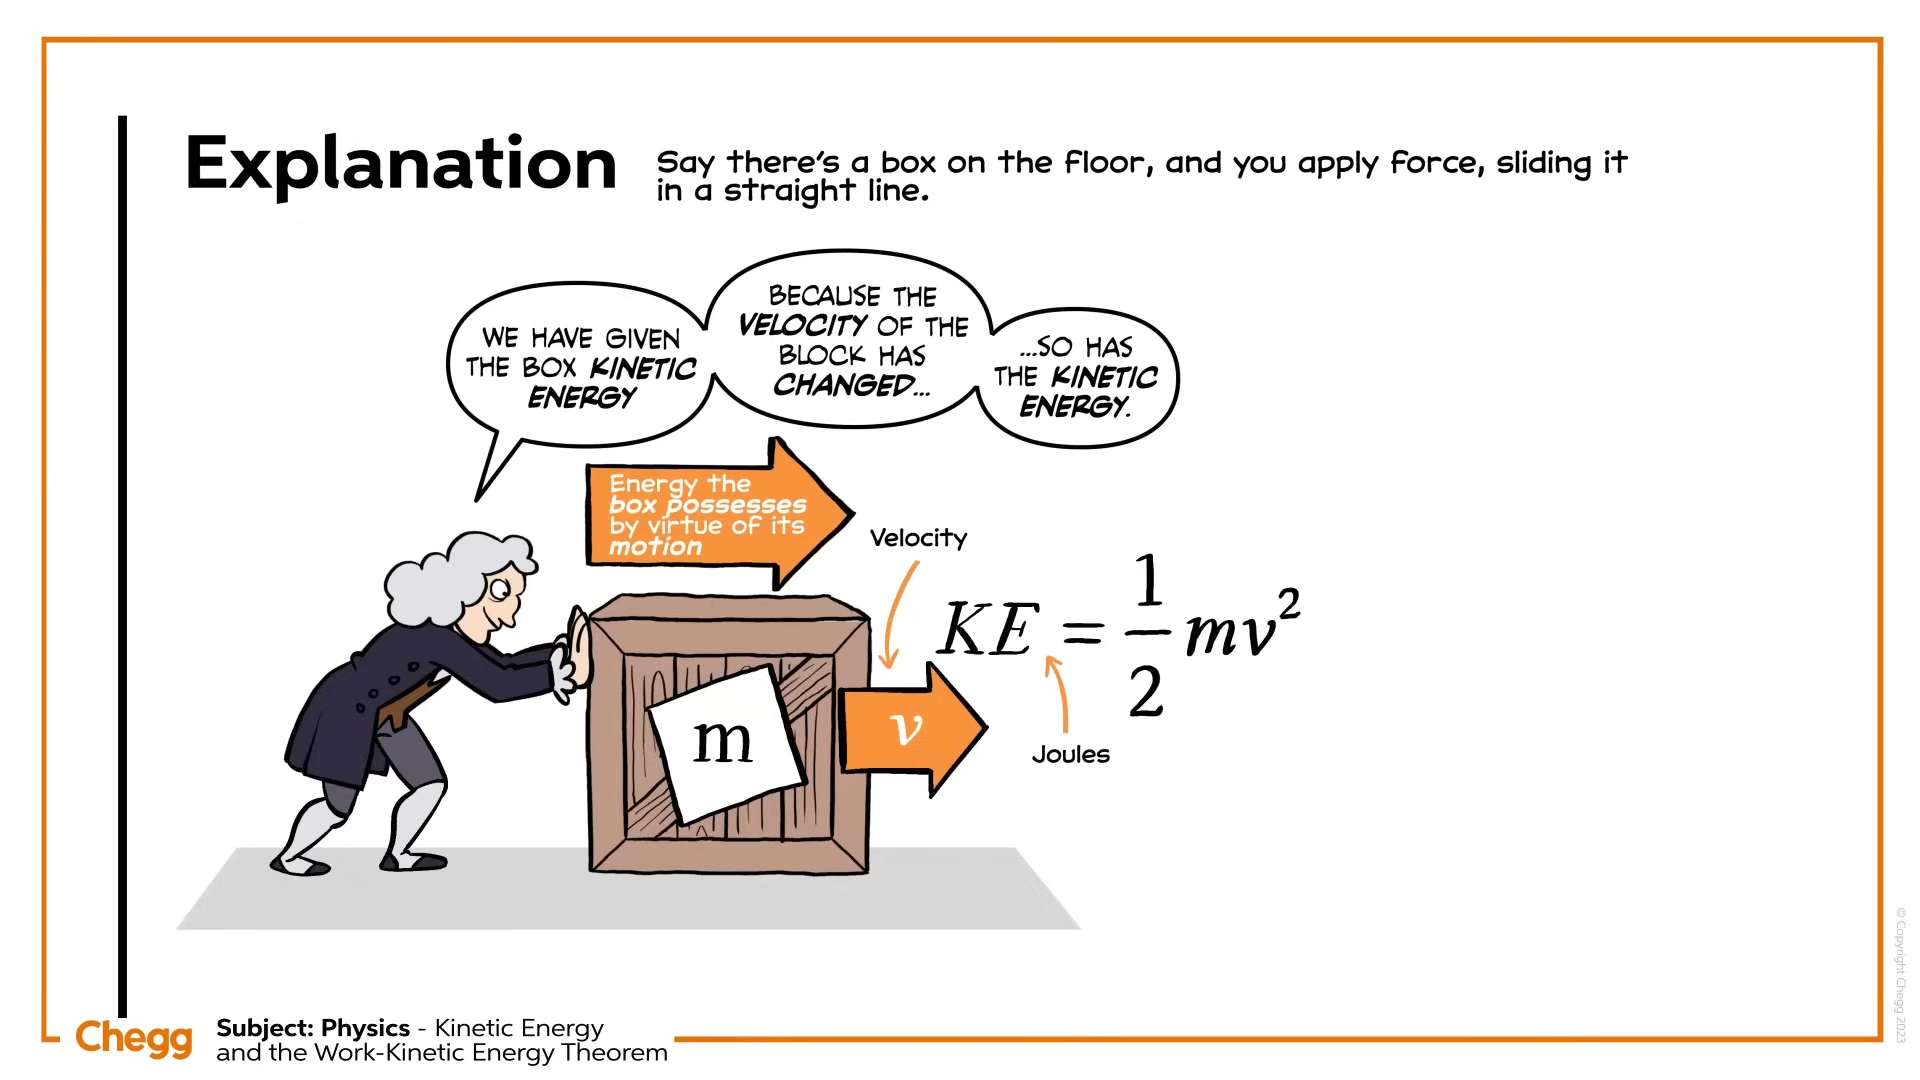 Explanation
Say there's a box on the floor, and you apply force, sliding it
in a straight line.
WE HAVE GIVEN
THE BOX KINETIC
ENERGY
BECAUSE THE
VELOCITY OF THE
BLOCK HAS
CHANGED...
...SO HAS
THE KINETIC
ENERGY.
Energy the
box possesses
by virtue of its
motion
Velocity
KE = 1/2 mv²
m
v
Joules
Chegg
Subject: Physics - Kinetic Energy
and the Work-Kinetic Energy Theorem
© Copyright Chegg 2023